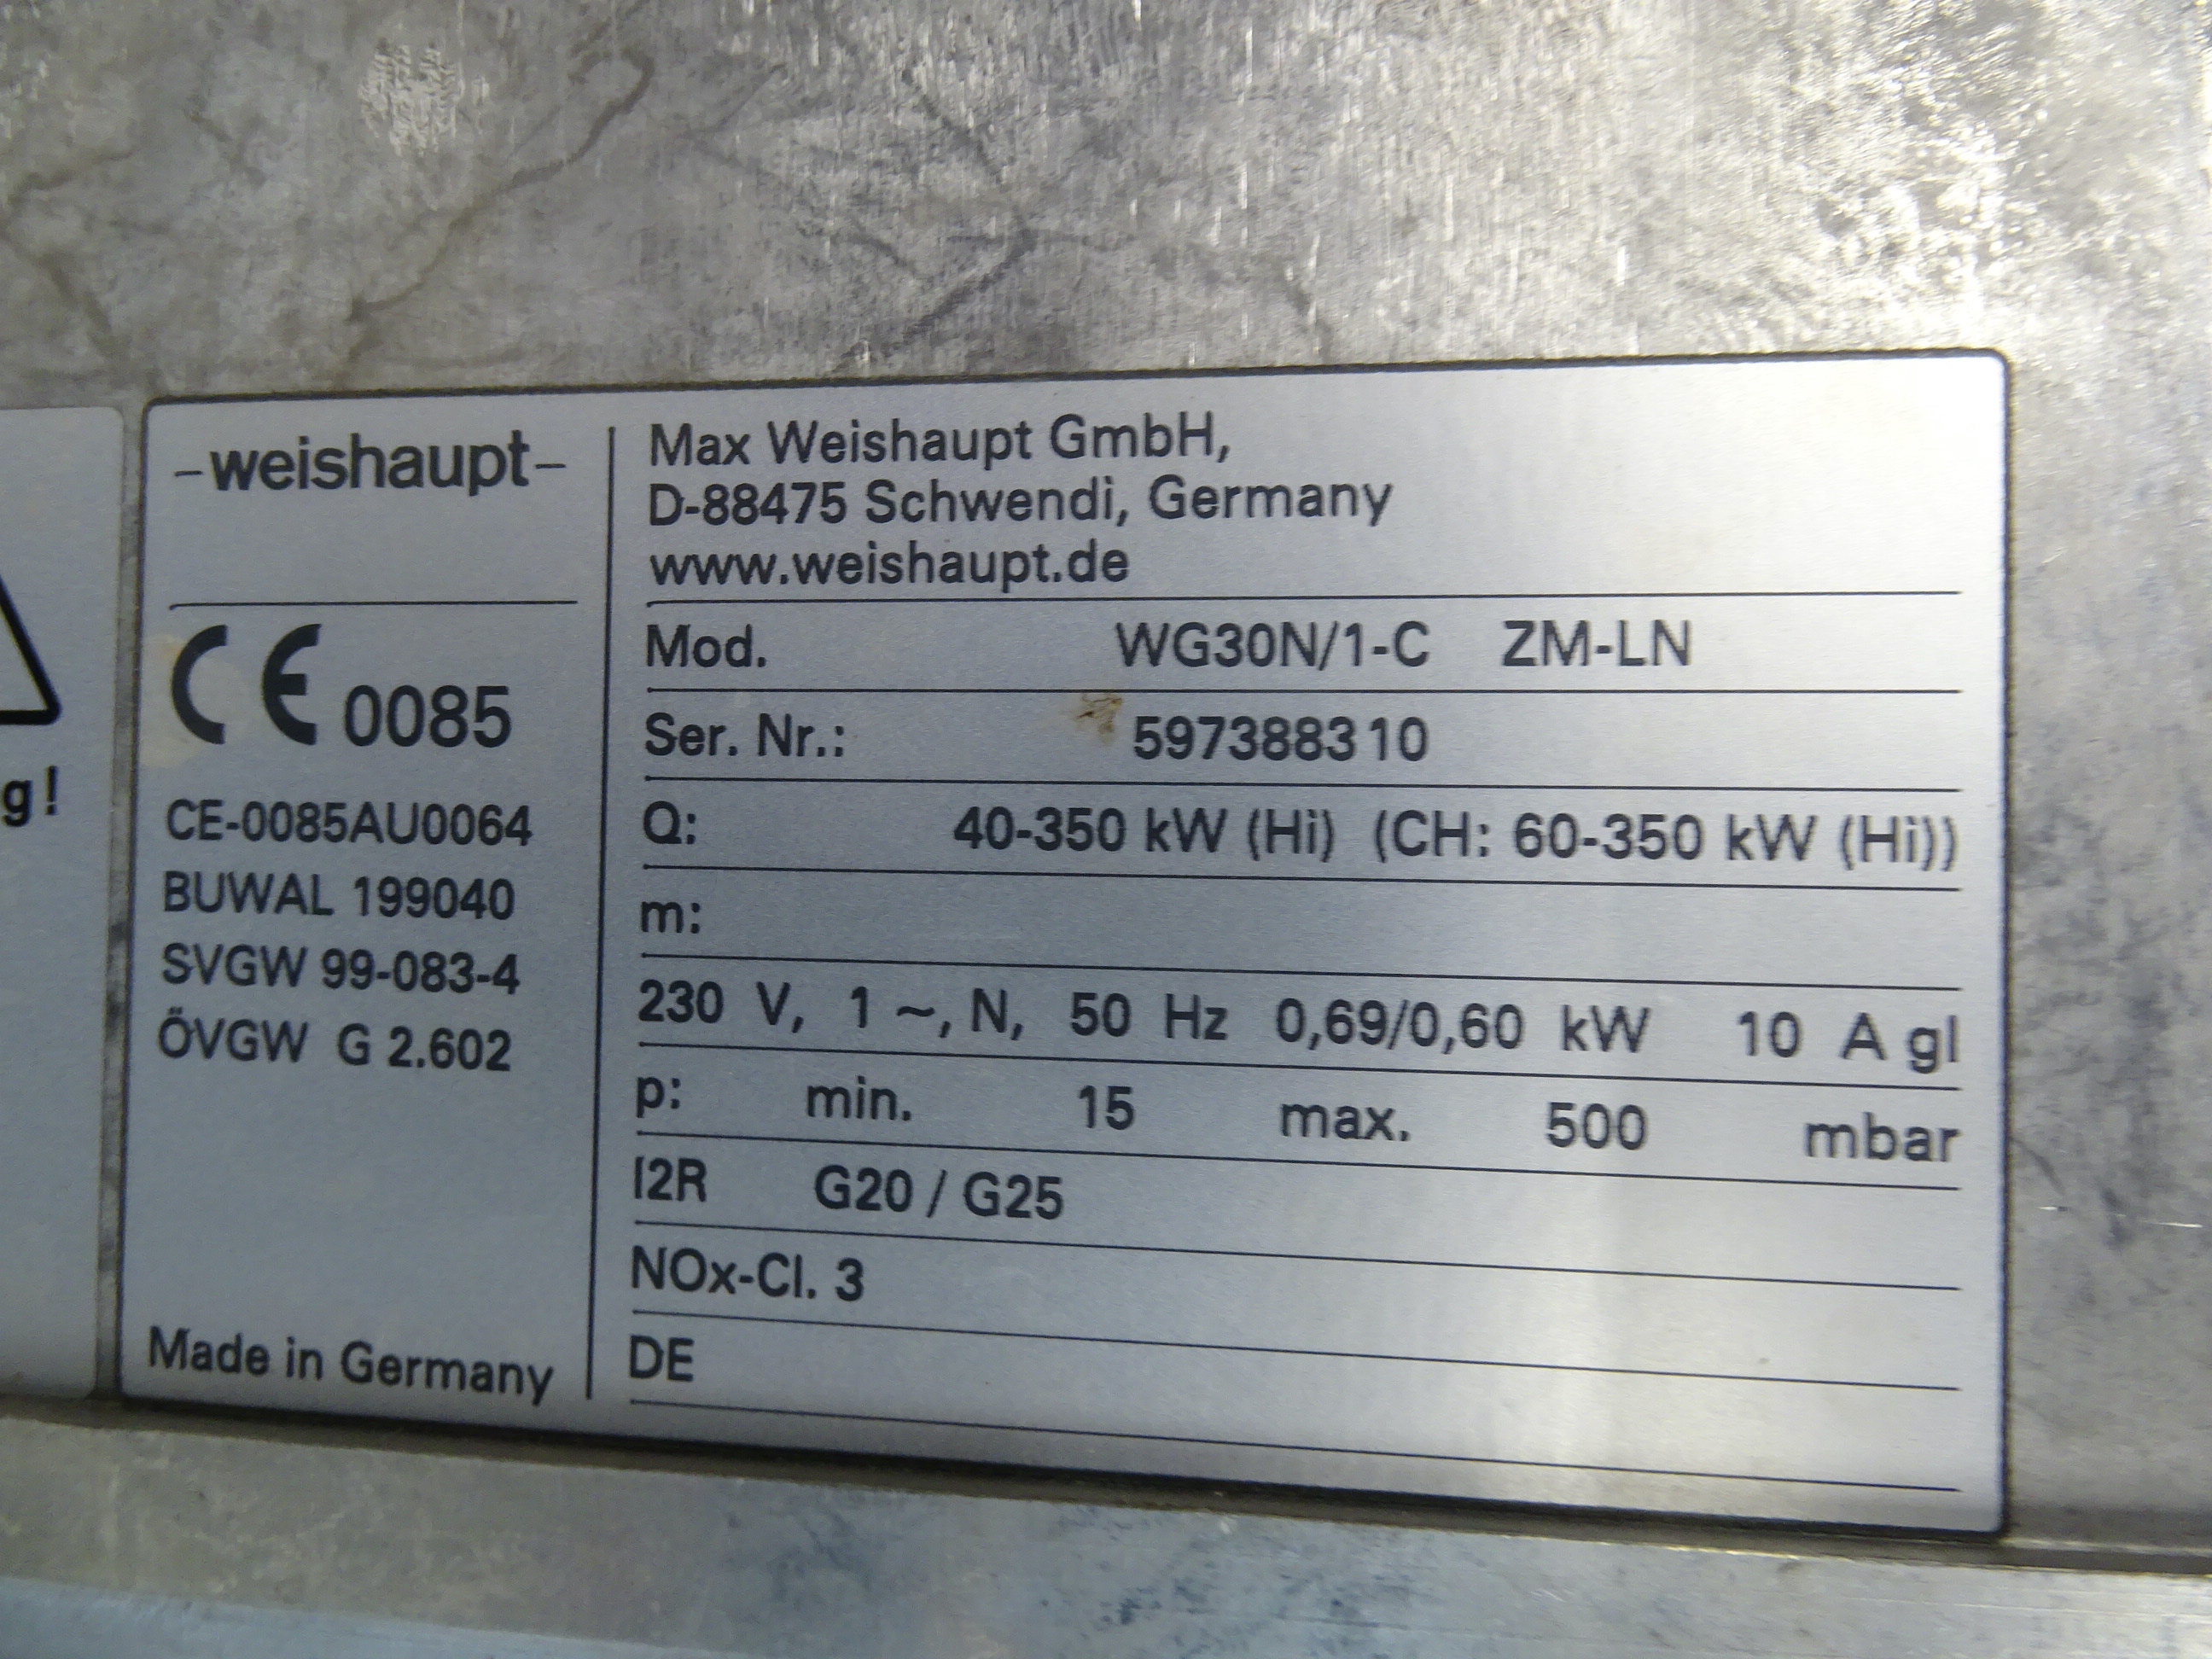 g!
-weishaupt-
CE 0085
CE-0085AU0064
BUWAL 199040
SVGW 99-083-4
ÖVGW G 2.602
Made in Germany
Max Weishaupt GmbH,
D-88475 Schwendi, Germany
www.weishaupt.de
Mod. WG30N/1-C ZM-LN
Ser. Nr.: 597388310
Q: 40-350 kW (Hi) (CH: 60-350 kW (Hi))
m:
230 V, 1 ~, N, 50 Hz 0,69/0,60 kW 10 A gl
p: min. 15 max. 500 mbar
I2R G20 / G25
NOx-Cl. 3
DE